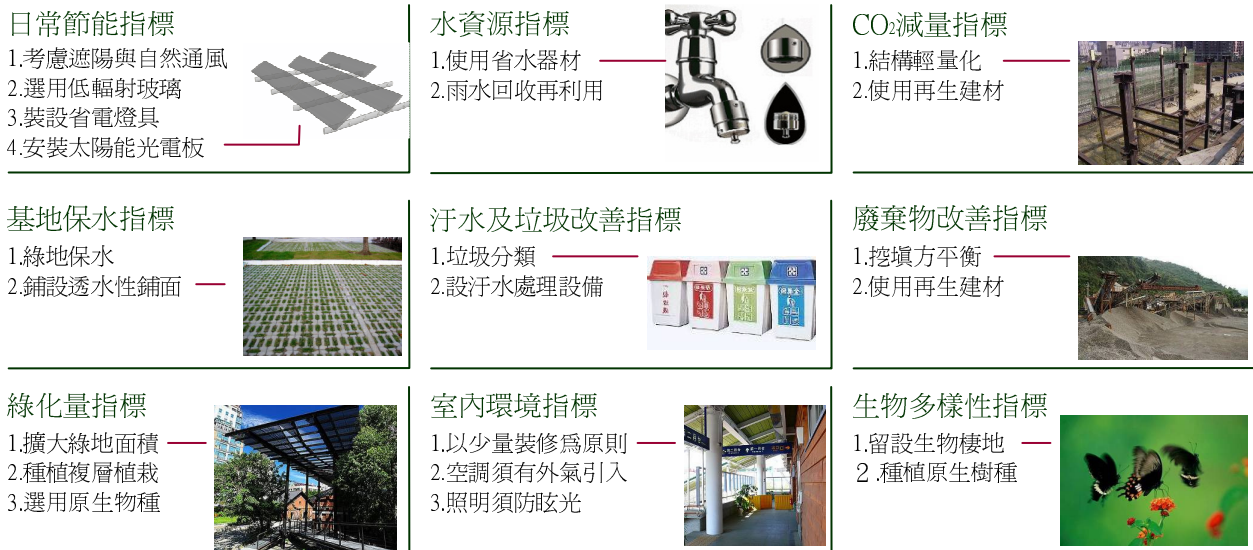 日常節能指標
1.考慮遮陽與自然通風
2.選用低輻射玻璃
3.裝設省電燈具
4.安裝太陽能光電板
水資源指標
1.使用省水器材
2.雨水回收再利用
CO₂減量指標
1.結構輕量化
2.使用再生建材
基地保水指標
1.綠地保水
2.鋪設透水性鋪面
汙水及垃圾改善指標
1.垃圾分類
2.設汙水處理設備
廢棄物改善指標
1.挖塡方平衡
2.使用再生建材
綠化量指標
1.擴大綠地面積
2.種植複層植栽
3.選用原生物種
室內環境指標
1.以少量裝修爲原則
2.空調須有外氣引入
3.照明須防眩光
生物多樣性指標
1.留設生物棲地
２.種植原生樹種